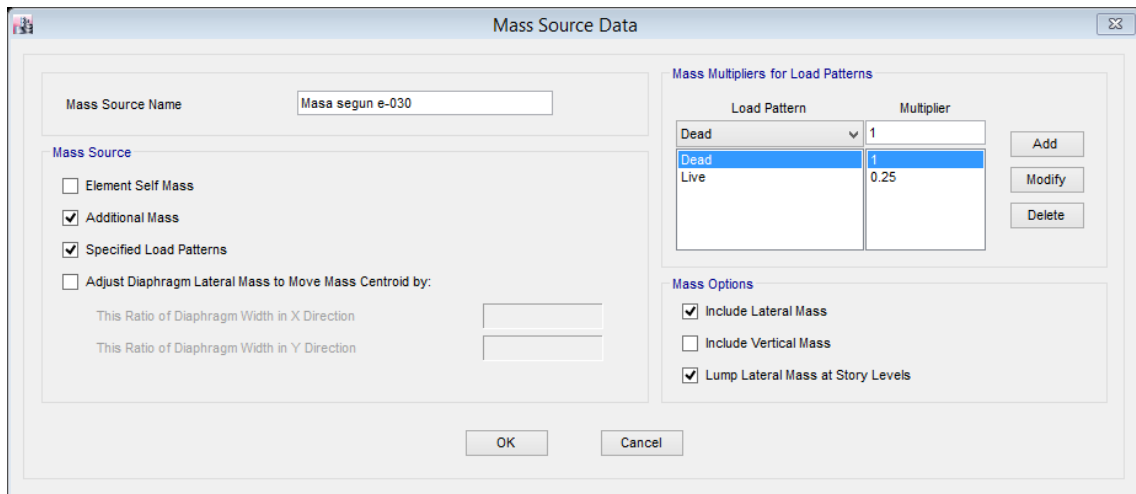 Mass Source Data
Mass Source Name
Masa segun e-030
Mass Source
Element Self Mass
Additional Mass
Specified Load Patterns
Adjust Diaphragm Lateral Mass to Move Mass Centroid by:
This Ratio of Diaphragm Width in X Direction
This Ratio of Diaphragm Width in Y Direction
Mass Multipliers for Load Patterns
Load Pattern Multiplier
Dead 1
Dead 1
Live 0.25
Add
Modify
Delete
Mass Options
Include Lateral Mass
Include Vertical Mass
Lump Lateral Mass at Story Levels
OK Cancel